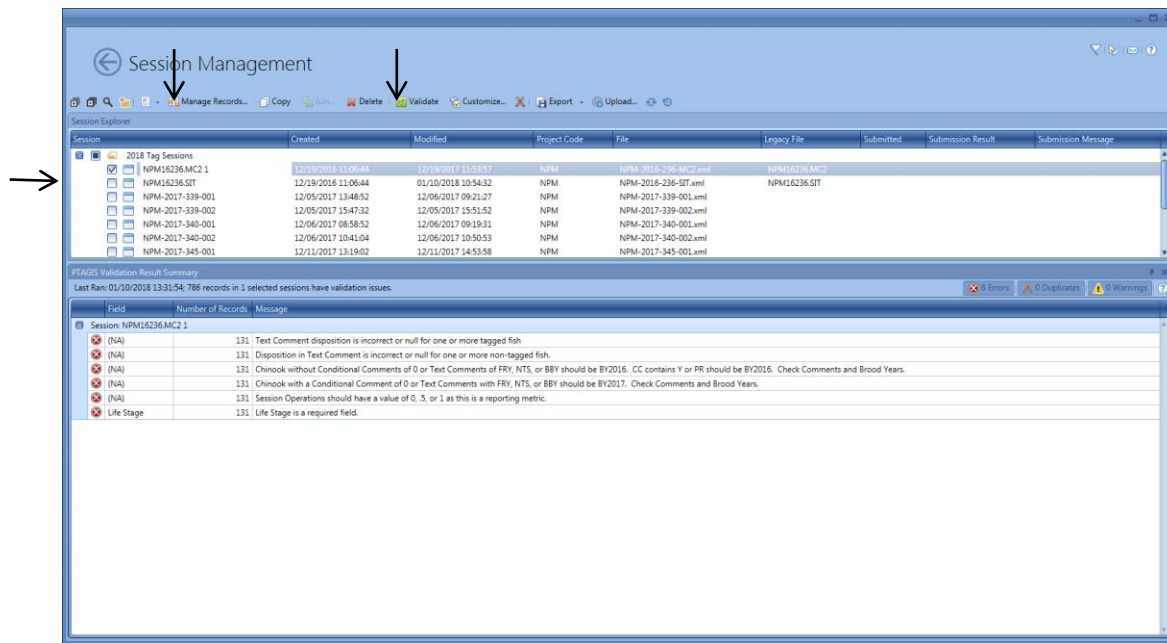 Session Management
Manage Records... Copy Join... Delete Validate Customize... Export Upload...
Session Explorer
Session Created Modified Project Code File Legacy File Submitted Submission Result Submission Message
2018 Tag Sessions
NPM16236.MC2 1 12/19/2016 11:06:44 12/19/2017 11:53:57 NPM NPM-2016-236-MC2.xml NPM16236.MC2
NPM16236.SIT 12/19/2016 11:06:44 01/10/2018 10:54:32 NPM NPM-2016-236-SIT.xml NPM16236.SIT
NPM-2017-339-001 12/05/2017 13:48:52 12/06/2017 09:21:27 NPM NPM-2017-339-001.xml
NPM-2017-339-002 12/05/2017 15:47:32 12/05/2017 15:51:52 NPM NPM-2017-339-002.xml
NPM-2017-340-001 12/06/2017 08:58:52 12/06/2017 09:19:31 NPM NPM-2017-340-001.xml
NPM-2017-340-002 12/06/2017 10:41:04 12/06/2017 10:50:53 NPM NPM-2017-340-002.xml
NPM-2017-345-001 12/11/2017 13:19:02 12/11/2017 14:53:58 NPM NPM-2017-345-001.xml
PTAGIS Validation Result Summary
Last Ran: 01/10/2018 13:31:54; 786 records in 1 selected sessions have validation issues. 6 Errors 0 Duplicates 0 Warnings
Field Number of Records Message
Session: NPM16236.MC2 1
(NA) 131 Text Comment disposition is incorrect or null for one or more tagged fish
(NA) 131 Disposition in Text Comment is incorrect or null for one or more non-tagged fish.
(NA) 131 Chinook without Conditional Comments of 0 or Text Comments of FRY, NTS, or BBY should be BY2016. CC contains Y or PR should be BY2016. Check Comments and Brood Years.
(NA) 131 Chinook with a Conditional Comment of 0 or Text Comments with FRY, NTS, or BBY should be BY2017. Check Comments and Brood Years.
(NA) 131 Session Operations should have a value of 0, .5, or 1 as this is a reporting metric.
Life Stage 131 Life Stage is a required field.